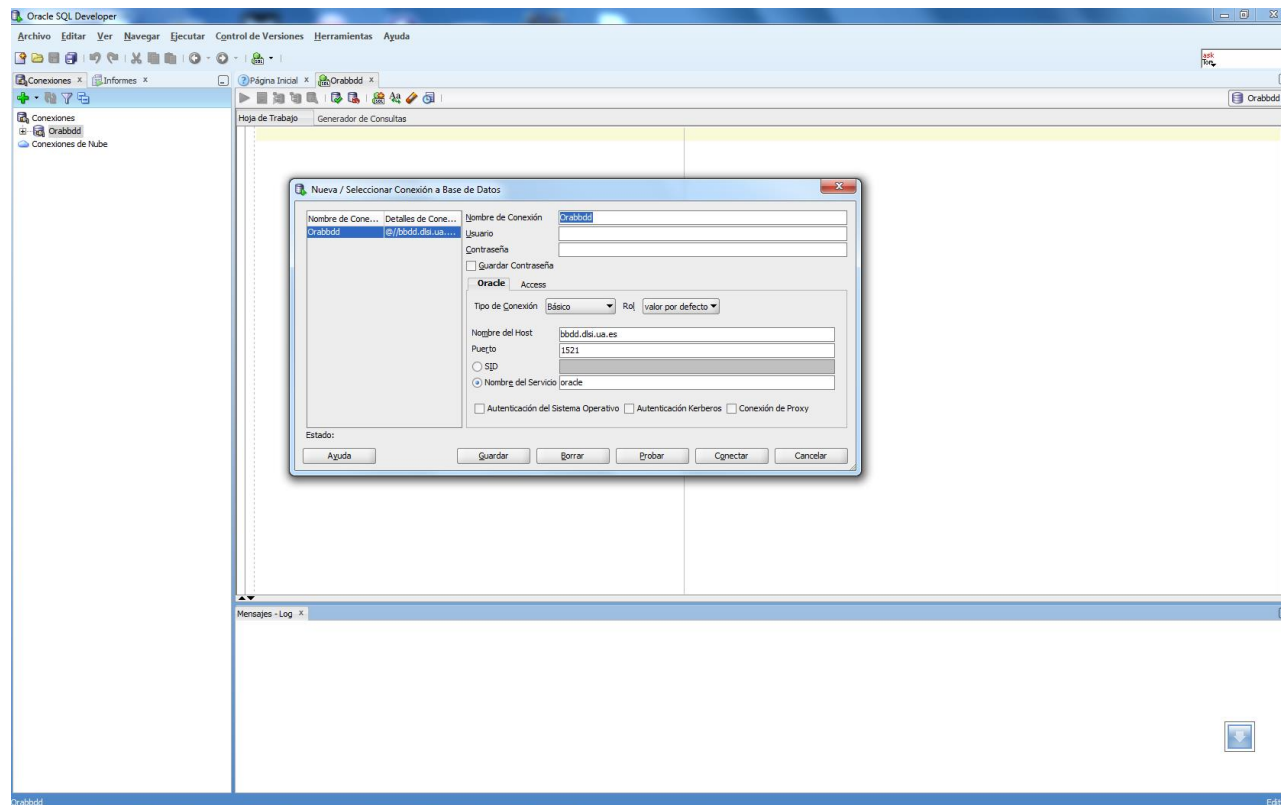 Oracle SQL Developer
Archivo Editar Ver Navegar Ejecutar Control de Versiones Herramientas Ayuda
ask
Tom
Conexiones x Informes x
Página Inicial x Orabbdd x
Orabbdd
Conexiones
Orabbdd
Conexiones de Nube
Hoja de Trabajo Generador de Consultas
Nueva / Seleccionar Conexión a Base de Datos
Nombre de Cone... Detalles de Cone...
Orabbdd @//bbdd.dlsi.ua....
Nombre de Conexión Orabbdd
Usuario
Contraseña
Guardar Contraseña
Oracle Access
Tipo de Conexión Básico Rol valor por defecto
Nombre del Host bbdd.dlsi.ua.es
Puerto 1521
SID
Nombre del Servicio oracle
Autenticación del Sistema Operativo Autenticación Kerberos Conexión de Proxy
Estado:
Ayuda Guardar Borrar Probar Conectar Cancelar
Mensajes - Log x
Orabbdd